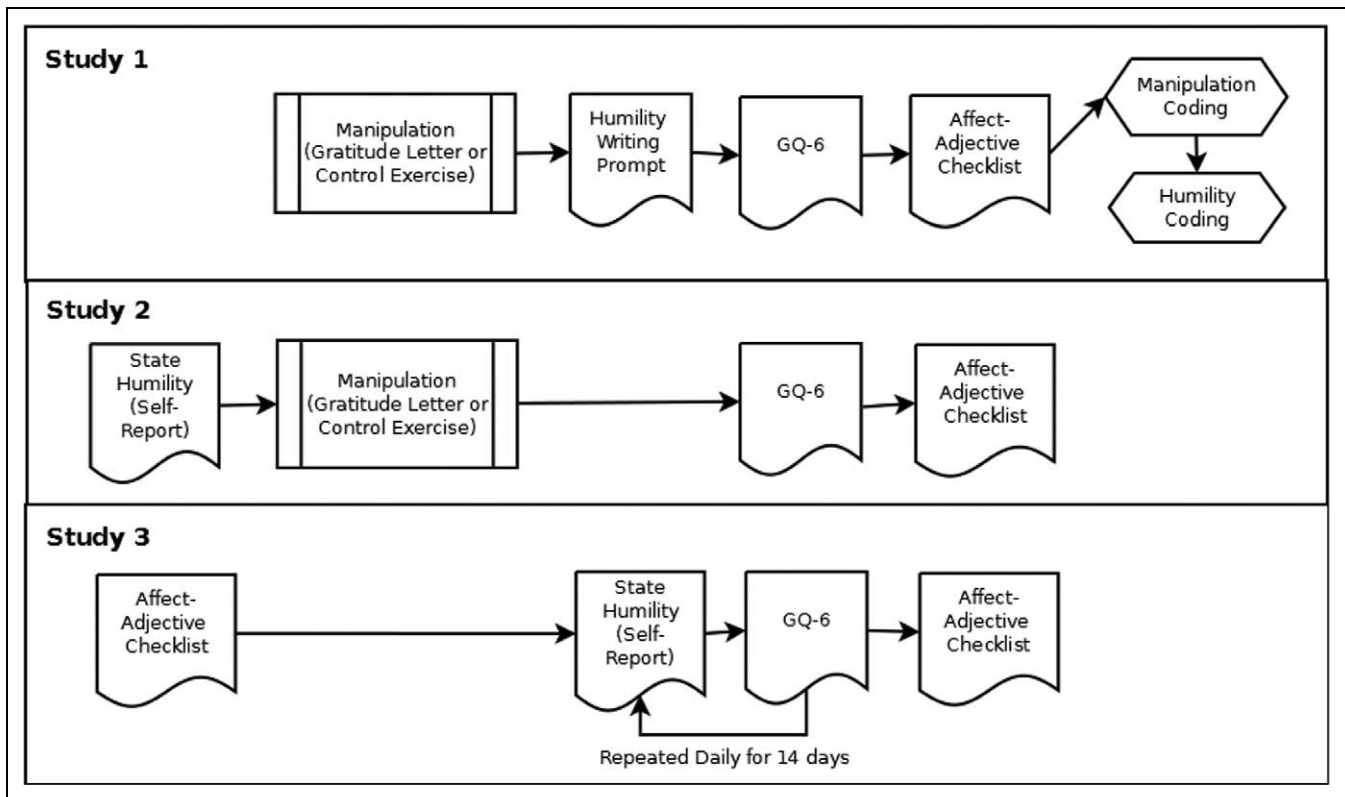 Study 1
Manipulation
(Gratitude Letter or
Control Exercise)
Humility
Writing
Prompt
GQ-6
Affect-
Adjective
Checklist
Manipulation
Coding
Humility
Coding
Study 2
State
Humility
(Self-
Report)
Manipulation
(Gratitude Letter or
Control Exercise)
GQ-6
Affect-
Adjective
Checklist
Study 3
Affect-
Adjective
Checklist
State
Humility
(Self-
Report)
GQ-6
Affect-
Adjective
Checklist
Repeated Daily for 14 days